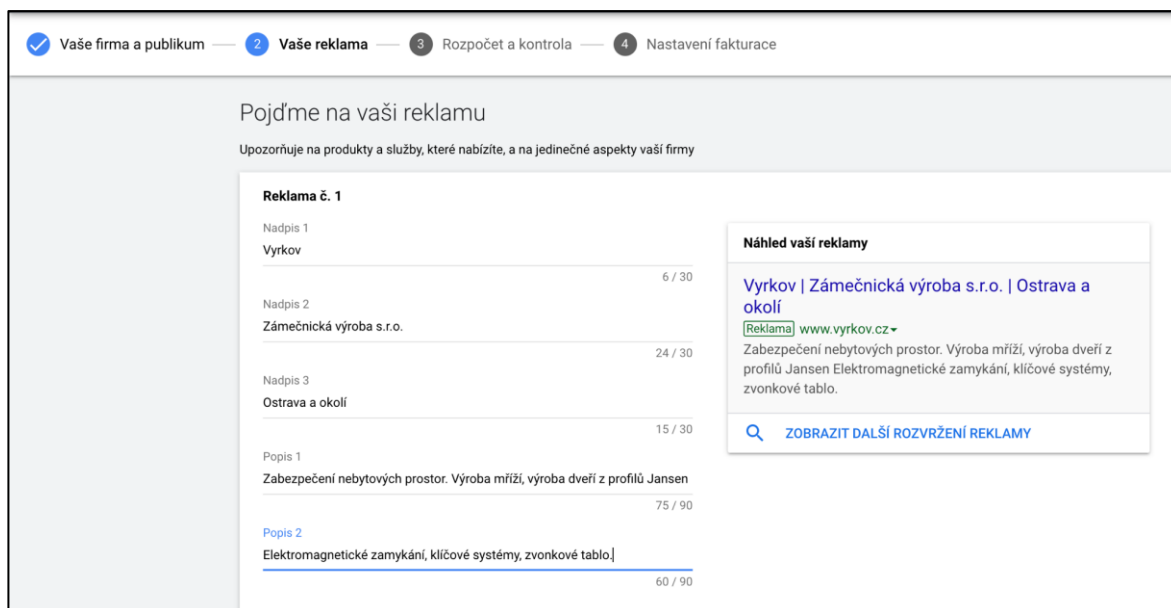 Vaše firma a publikum
2 Vaše reklama
3 Rozpočet a kontrola
4 Nastavení fakturace
Pojďme na vaši reklamu
Upozorňuje na produkty a služby, které nabízíte, a na jedinečné aspekty vaší firmy
Reklama č. 1
Nadpis 1
Vyrkov
6 / 30
Nadpis 2
Zámečnická výroba s.r.o.
24 / 30
Nadpis 3
Ostrava a okolí
15 / 30
Popis 1
Zabezpečení nebytových prostor. Výroba mříží, výroba dveří z profilů Jansen
75 / 90
Popis 2
Elektromagnetické zamykání, klíčové systémy, zvonkové tablo.
60 / 90
Náhled vaší reklamy
Vyrkov | Zámečnická výroba s.r.o. | Ostrava a
okolí
Reklama www.vyrkov.cz
Zabezpečení nebytových prostor. Výroba mříží, výroba dveří z
profilů Jansen Elektromagnetické zamykání, klíčové systémy,
zvonkové tablo.
ZOBRAZIT DALŠÍ ROZVRŽENÍ REKLAMY